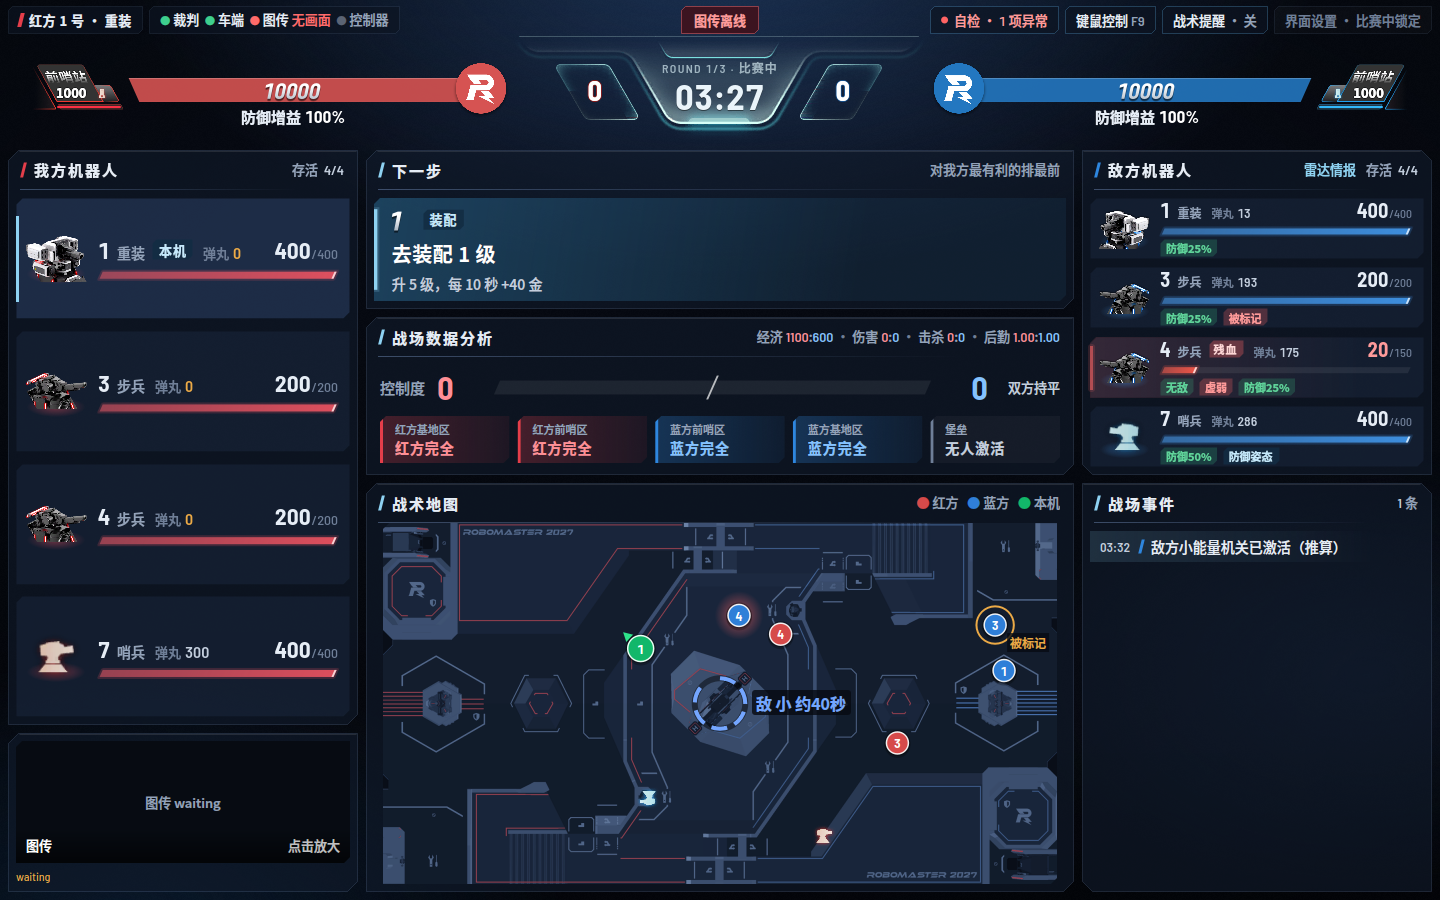 红方 1 号 · 重装
裁判 车端 图传 无画面 控制器
图传离线
自检 · 1 项异常
键鼠控制 F9
战术提醒 · 关
界面设置 · 比赛中锁定
前哨站
1000
10000
防御增益 100%
0
ROUND 1/3 · 比赛中
03:27
0
10000
防御增益 100%
前哨站
1000
我方机器人
存活 4/4
1 重装 本机 弹丸 0 400/400
3 步兵 弹丸 0 200/200
4 步兵 弹丸 0 200/200
7 哨兵 弹丸 300 400/400
图传 waiting
图传
点击放大
waiting
下一步
对我方最有利的排最前
1 装配
去装配 1 级
升 5 级，每 10 秒 +40 金
战场数据分析
经济 1100:600 · 伤害 0:0 · 击杀 0:0 · 后勤 1.00:1.00
控制度 0
0 双方持平
红方基地区
红方完全
红方前哨区
红方完全
蓝方前哨区
蓝方完全
蓝方基地区
蓝方完全
堡垒
无人激活
战术地图
红方 蓝方 本机
ROBOMASTER 2027
4
4
3
被标记
1
1
敌 小 约40秒
3
ROBOMASTER 2027
敌方机器人
雷达情报 存活 4/4
1 重装 弹丸 13 400/400
防御25%
3 步兵 弹丸 193 200/200
防御25% 被标记
4 步兵 残血 弹丸 175 20/150
无敌 虚弱 防御25%
7 哨兵 弹丸 286 400/400
防御50% 防御姿态
战场事件
1 条
03:32 / 敌方小能量机关已激活（推算）